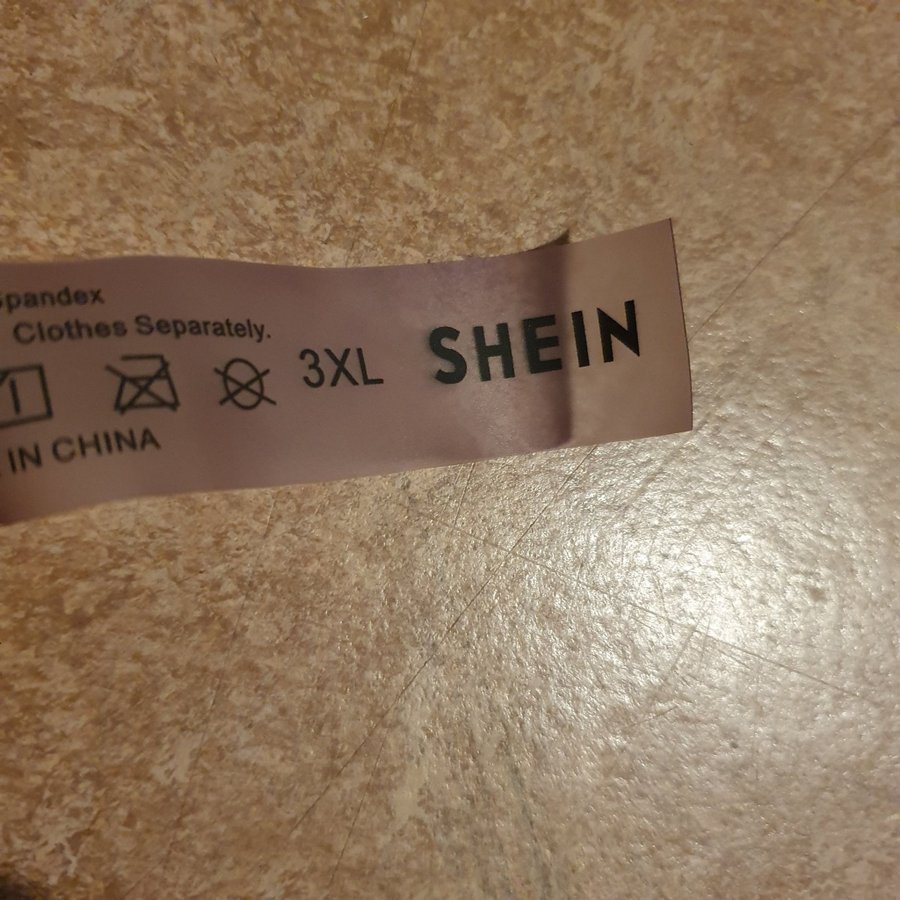 Spandex
Clothes Separately.
3XL SHEIN
IN CHINA